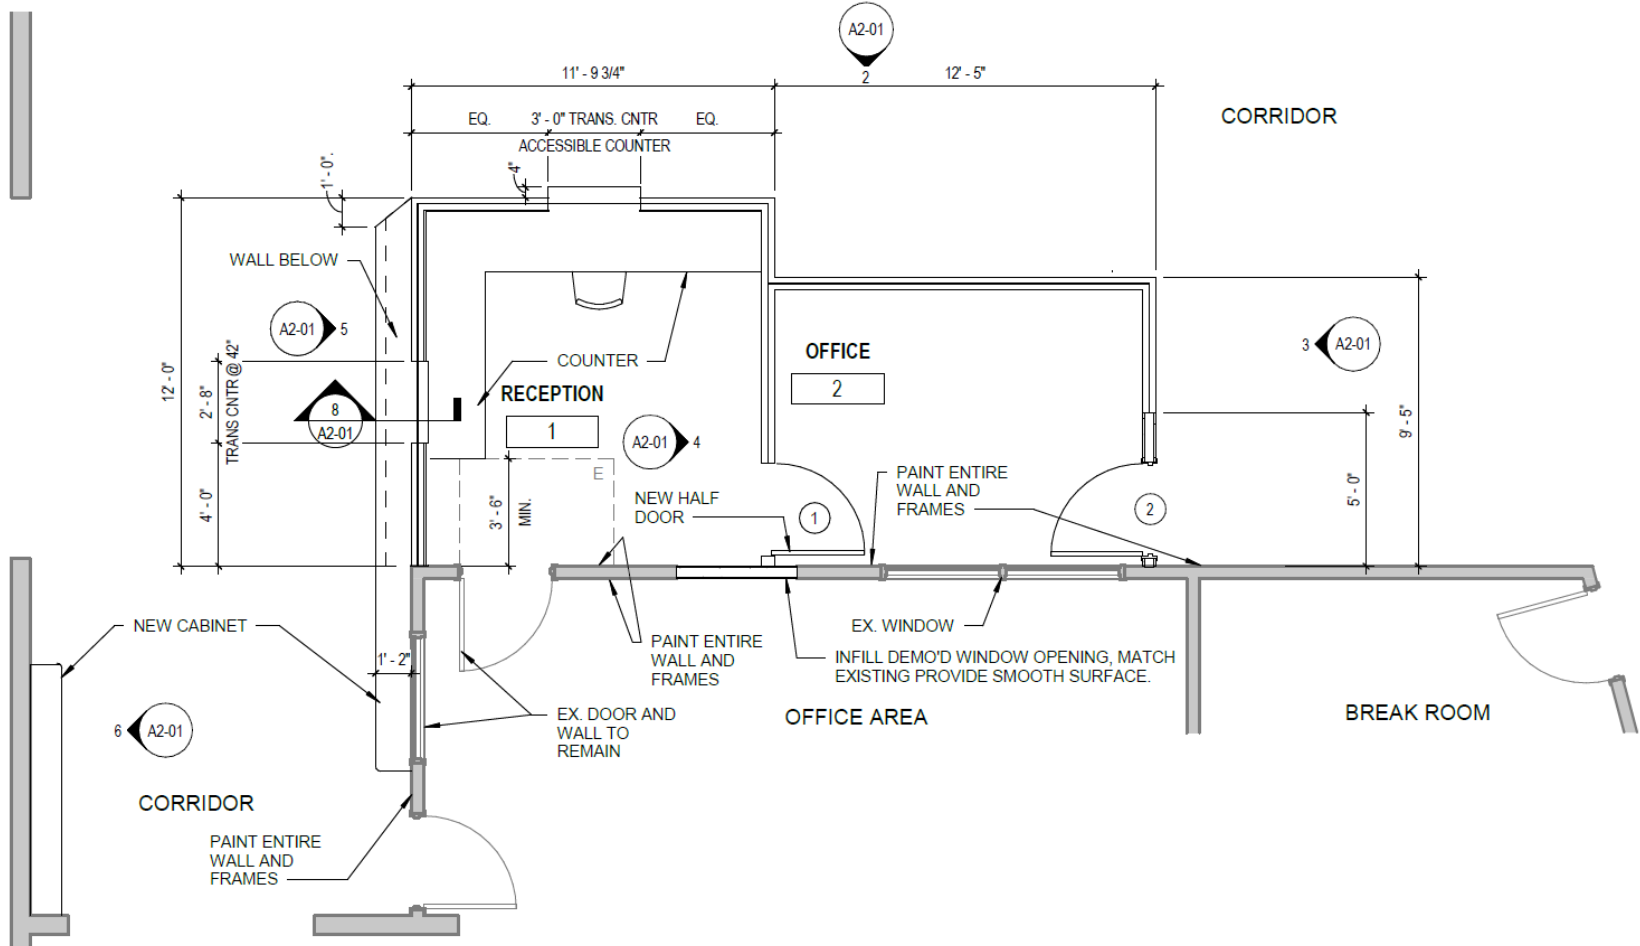 A2-01
2
11' - 9 3/4"
12' - 5"
CORRIDOR
EQ.
3' - 0" TRANS. CNTR
EQ.
ACCESSIBLE COUNTER
4"
1' - 0".
WALL BELOW
A2-01
5
12' - 0"
2' - 8"
TRANS CNTR @ 42"
4' - 0"
8
A2-01
COUNTER
RECEPTION
1
A2-01
4
OFFICE
2
3
A2-01
9' - 5"
5' - 0"
E
3' - 6"
MIN.
NEW HALF
DOOR
1
PAINT ENTIRE
WALL AND
FRAMES
2
NEW CABINET
1' - 2"
PAINT ENTIRE
WALL AND
FRAMES
EX. WINDOW
INFILL DEMO'D WINDOW OPENING, MATCH
EXISTING PROVIDE SMOOTH SURFACE.
6
A2-01
EX. DOOR AND
WALL TO
REMAIN
OFFICE AREA
BREAK ROOM
CORRIDOR
PAINT ENTIRE
WALL AND
FRAMES